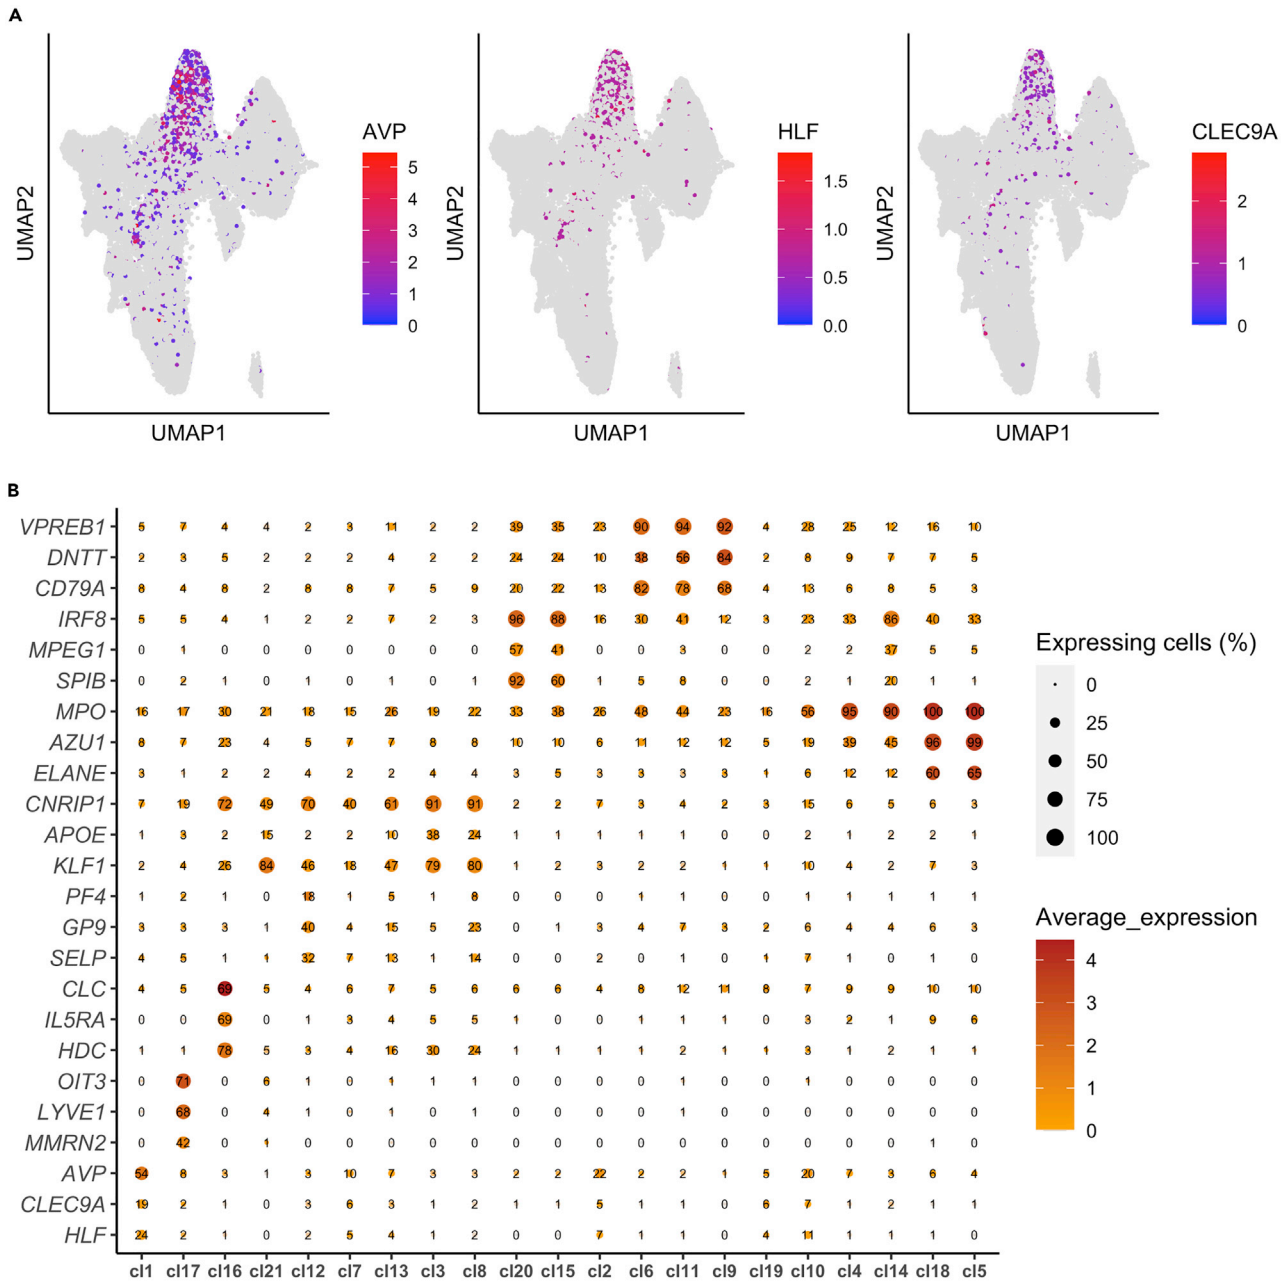 A
AVP
5
4
3
2
1
0
UMAP2
UMAP1
HLF
1.5
1.0
0.5
0.0
UMAP2
UMAP1
CLEC9A
2
1
0
UMAP2
UMAP1
B
VPREB1 5 7 4 4 2 3 11 2 2 39 35 23 90 94 92 4 28 25 12 16 10
DNTT 2 3 5 2 2 2 4 2 2 24 24 10 38 56 84 2 8 9 7 7 5
CD79A 8 4 8 2 8 8 7 5 9 20 22 13 82 78 68 4 13 6 8 5 3
IRF8 5 5 4 1 2 2 7 2 3 96 88 16 30 41 12 3 23 33 86 40 33
MPEG1 0 1 0 0 0 0 0 0 0 57 41 0 0 3 0 0 2 2 37 5 5
SPIB 0 2 1 0 1 0 1 0 1 92 60 1 5 8 0 0 2 1 20 1 1
MPO 16 17 30 21 18 15 26 19 22 33 38 26 48 44 23 16 56 95 90 100 100
AZU1 8 7 23 4 5 7 7 8 8 10 10 6 11 12 12 5 19 39 45 96 99
ELANE 3 1 2 2 4 2 2 4 4 3 5 3 3 3 3 1 6 12 12 60 65
CNRIP1 7 19 72 49 70 40 61 91 91 2 2 7 3 4 2 3 15 6 5 6 3
APOE 1 3 2 15 2 2 10 38 24 1 1 1 1 1 0 0 2 1 2 2 1
KLF1 2 4 26 84 46 18 47 79 80 1 2 3 2 2 1 1 10 4 2 7 3
PF4 1 2 1 0 18 1 5 1 8 0 0 0 1 1 0 0 1 1 1 1 1
GP9 3 3 3 1 40 4 15 5 23 0 1 3 4 7 3 2 6 4 4 6 3
SELP 4 5 1 1 32 7 13 1 14 0 0 2 0 1 0 1 7 1 0 1 0
CLC 4 5 69 5 4 6 7 5 6 6 6 4 8 12 11 8 7 9 9 10 10
IL5RA 0 0 69 0 1 3 4 5 5 1 0 0 1 1 1 0 3 2 1 9 6
HDC 1 1 78 5 3 4 16 30 24 1 1 1 1 2 1 1 3 1 2 1 1
OIT3 0 71 0 6 1 0 1 1 1 0 0 0 0 1 0 0 1 0 0 0 0
LYVE1 0 68 0 4 1 0 1 0 1 0 0 0 0 1 0 0 0 0 0 0 0
MMRN2 0 42 0 1 0 0 0 0 0 0 0 0 0 0 0 0 0 0 0 1 0
AVP 54 8 3 1 3 10 7 3 3 2 2 22 2 2 1 5 20 7 3 6 4
CLEC9A 19 2 1 0 3 6 3 1 2 1 1 5 1 1 0 6 7 1 2 1 1
HLF 24 2 1 0 2 5 4 1 2 0 0 7 1 1 0 4 11 1 1 1 0
cl1 cl17 cl16 cl21 cl12 cl7 cl13 cl3 cl8 cl20 cl15 cl2 cl6 cl11 cl9 cl19 cl10 cl4 cl14 cl18 cl5
Expressing cells (%)
0
25
50
75
100
Average_expression
4
3
2
1
0